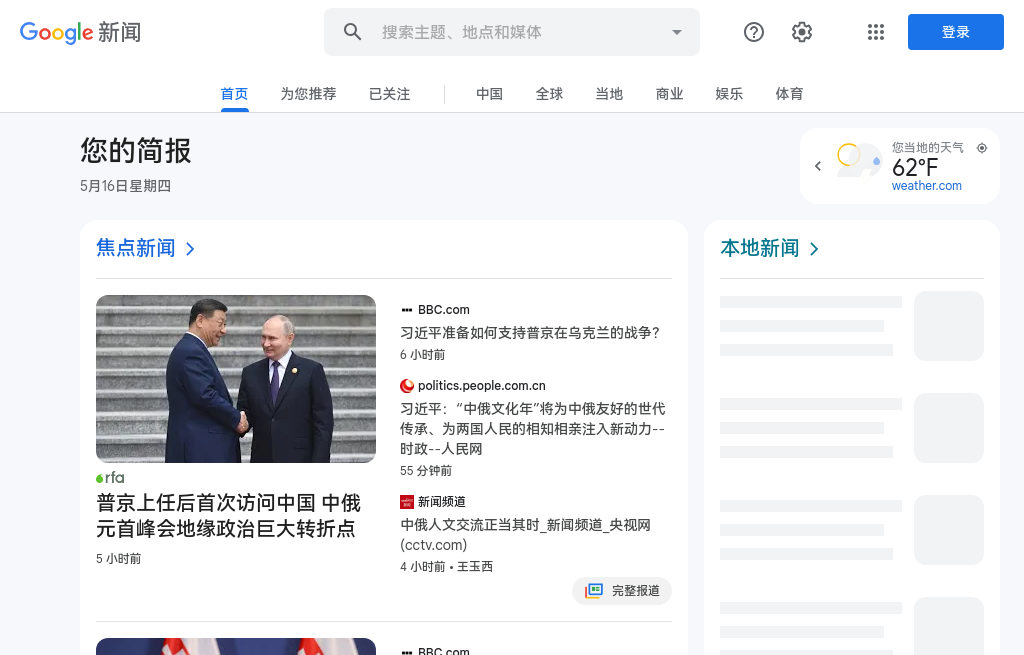 Google 新闻
搜索主题、地点和媒体
登录
首页
为您推荐
已关注
中国
全球
当地
商业
娱乐
体育
您的简报
5月16日星期四
您当地的天气
62°F
weather.com
焦点新闻
rfa
普京上任后首次访问中国 中俄
元首峰会地缘政治巨大转折点
5 小时前
BBC.com
习近平准备如何支持普京在乌克兰的战争？
6 小时前
politics.people.com.cn
习近平：“中俄文化年”将为中俄友好的世代
传承、为两国人民的相知相亲注入新动力--
时政--人民网
55 分钟前
新闻频道
中俄人文交流正当其时_新闻频道_央视网
(cctv.com)
4 小时前 • 王玉西
完整报道
BBC.com
本地新闻